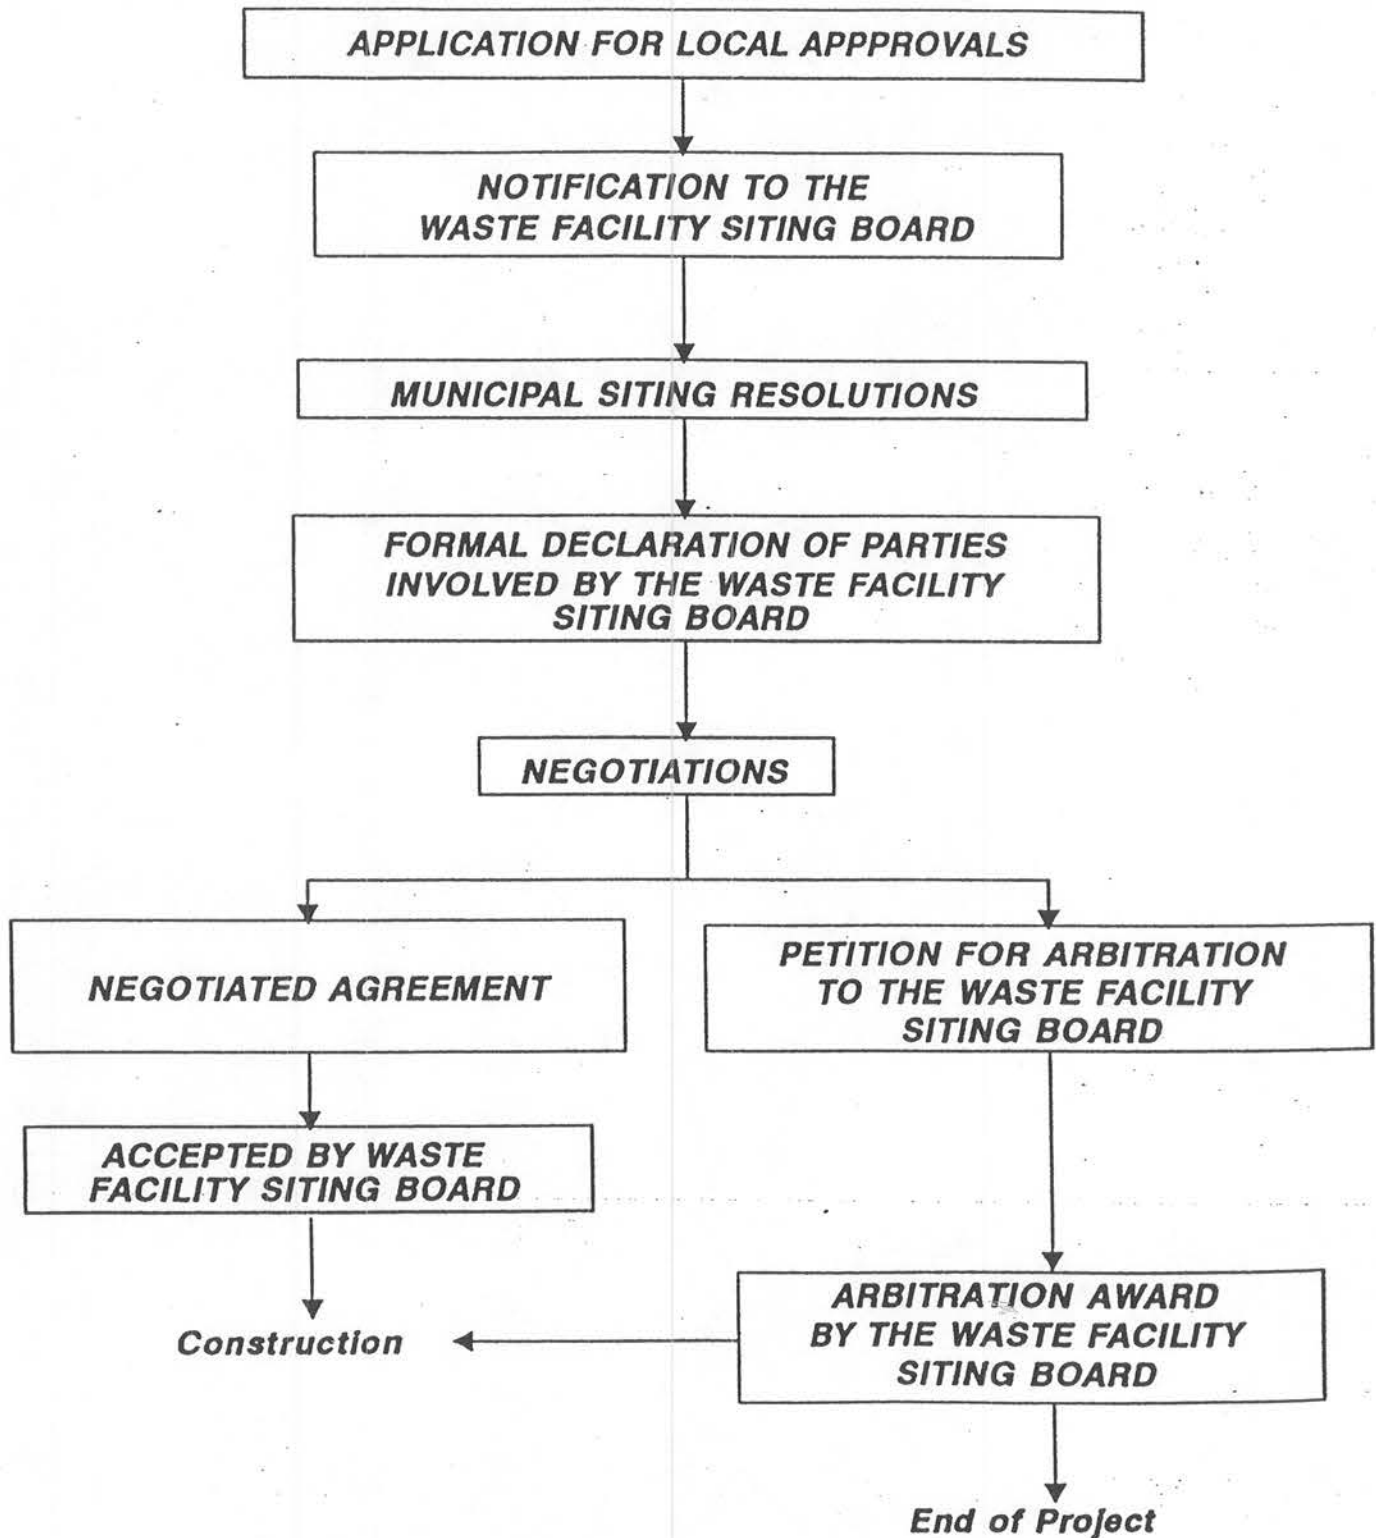 APPLICATION FOR LOCAL APPPROVALS
NOTIFICATION TO THE
WASTE FACILITY SITING BOARD
MUNICIPAL SITING RESOLUTIONS
FORMAL DECLARATION OF PARTIES
INVOLVED BY THE WASTE FACILITY
SITING BOARD
NEGOTIATIONS
NEGOTIATED AGREEMENT
PETITION FOR ARBITRATION
TO THE WASTE FACILITY
SITING BOARD
ACCEPTED BY WASTE
FACILITY SITING BOARD
ARBITRATION AWARD
BY THE WASTE FACILITY
SITING BOARD
Construction
End of Project